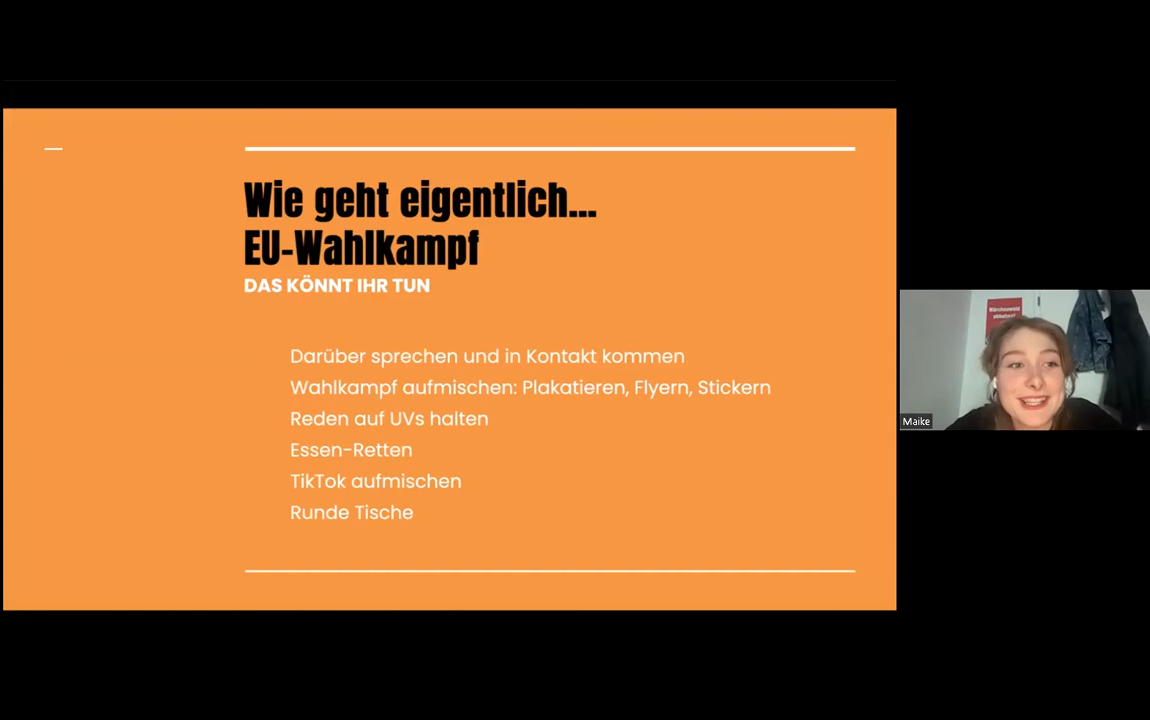 Wie geht eigentlich...
EU-Wahlkampf
DAS KÖNNT IHR TUN
Darüber sprechen und in Kontakt kommen
Wahlkampf aufmischen: Plakatieren, Flyern, Stickern
Reden auf UVs halten
Essen-Retten
TikTok aufmischen
Runde Tische
Maike